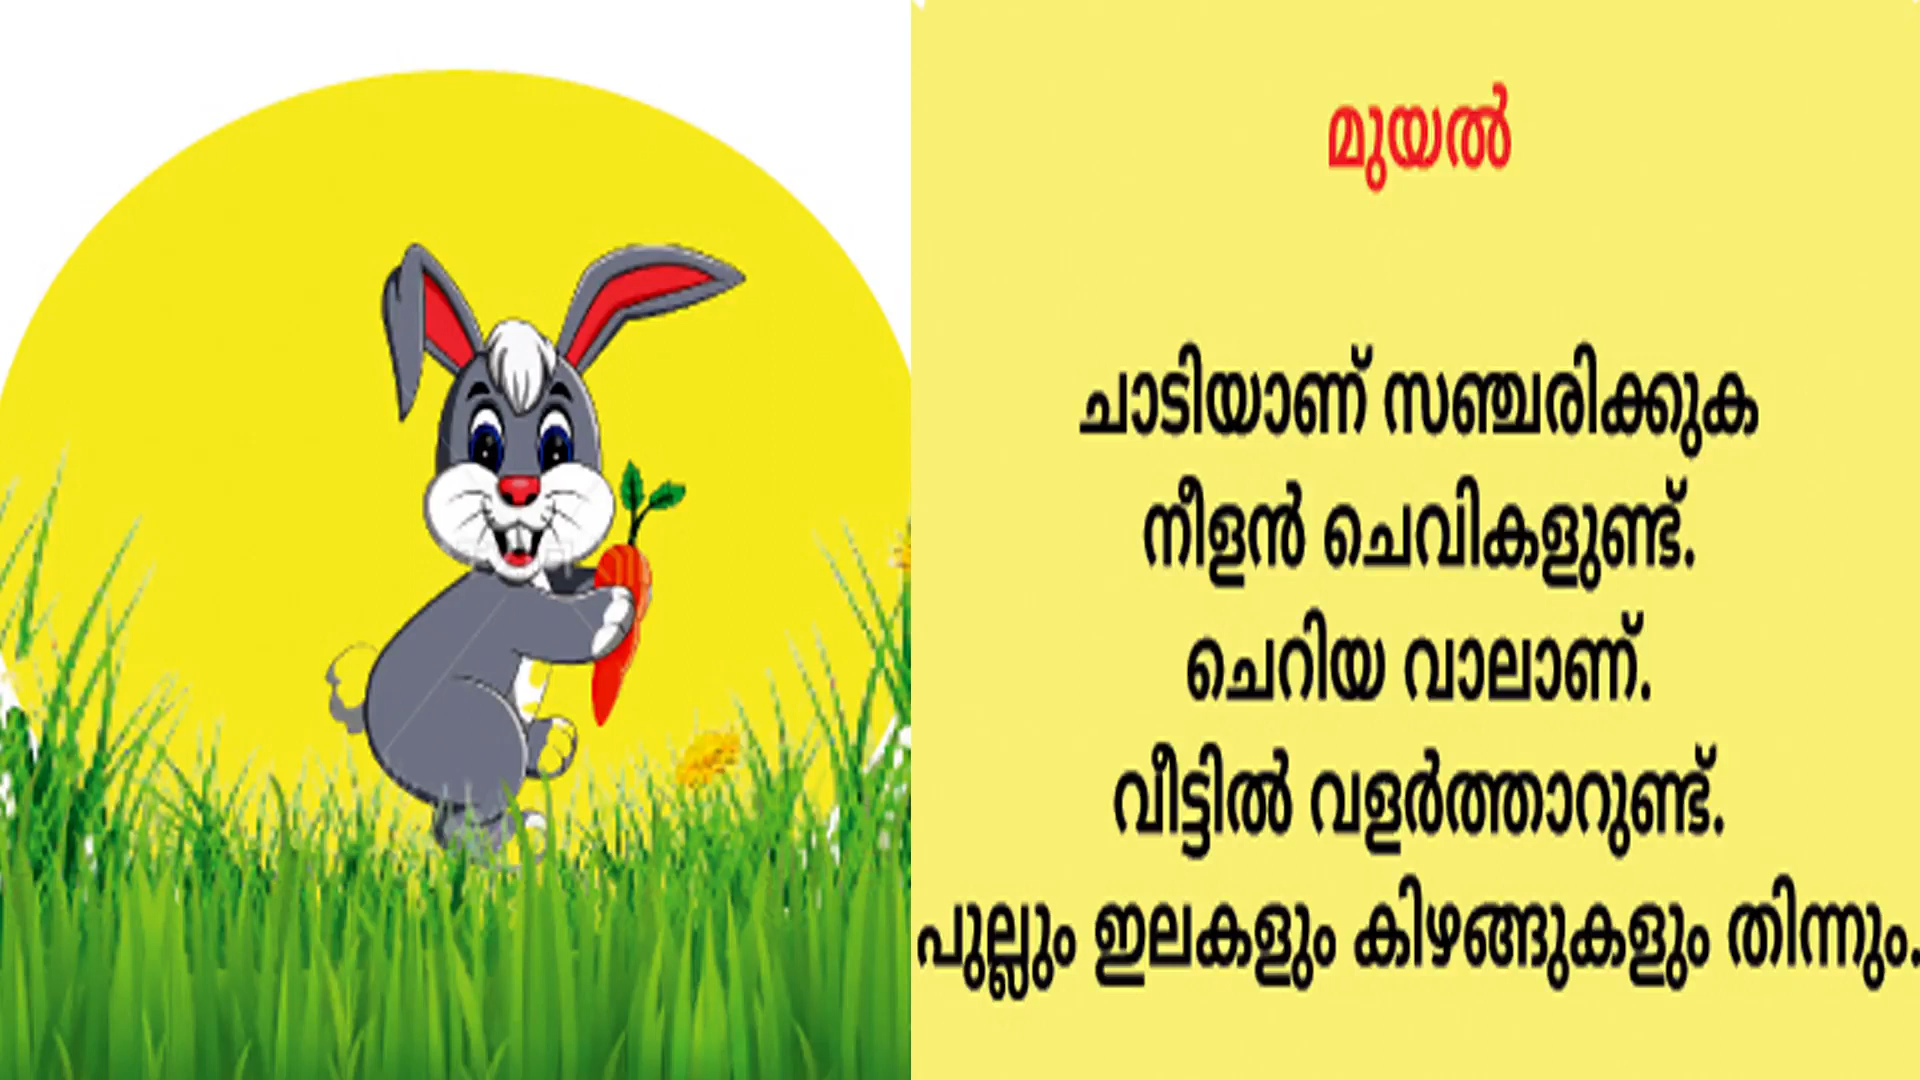 മുയൽ
ചാടിയാണ് സഞ്ചരിക്കുക
നീളൻ ചെവികളുണ്ട്.
ചെറിയ വാലാണ്.
വീട്ടിൽ വളർത്താറുണ്ട്.
പുല്ലും ഇലകളും കിഴങ്ങുകളും തിന്നും.